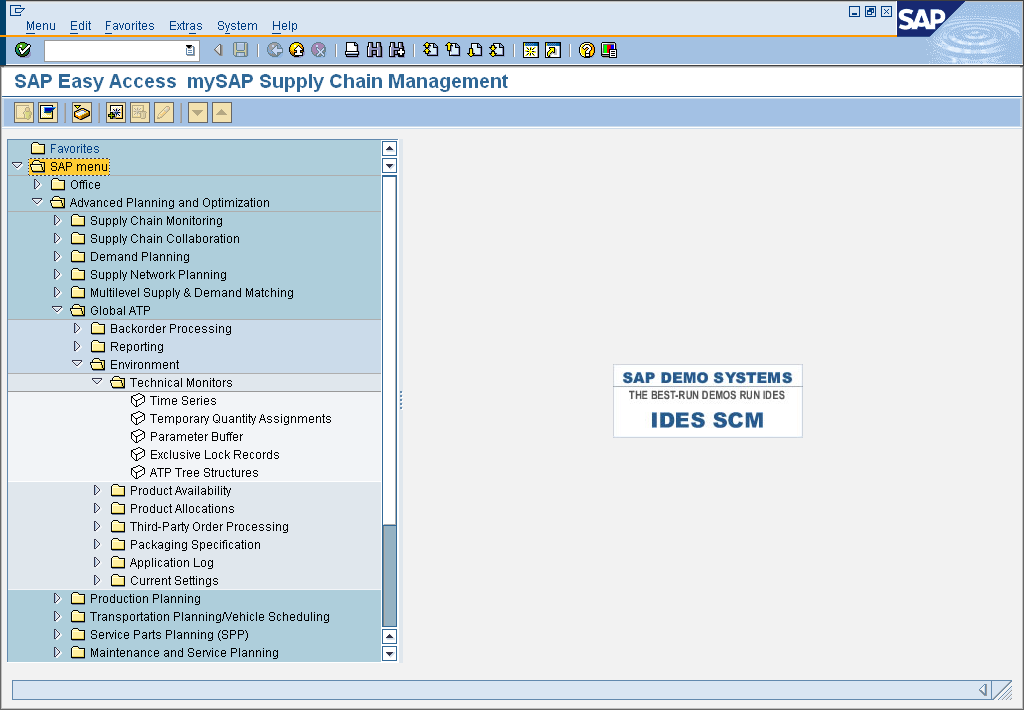 Menu Edit Favorites Extras System Help
SAP
SAP Easy Access mySAP Supply Chain Management
Favorites
SAP menu
Office
Advanced Planning and Optimization
Supply Chain Monitoring
Supply Chain Collaboration
Demand Planning
Supply Network Planning
Multilevel Supply & Demand Matching
Global ATP
Backorder Processing
Reporting
Environment
Technical Monitors
Time Series
Temporary Quantity Assignments
Parameter Buffer
Exclusive Lock Records
ATP Tree Structures
Product Availability
Product Allocations
Third-Party Order Processing
Packaging Specification
Application Log
Current Settings
Production Planning
Transportation Planning/Vehicle Scheduling
Service Parts Planning (SPP)
Maintenance and Service Planning
SAP DEMO SYSTEMS
THE BEST-RUN DEMOS RUN IDES
IDES SCM